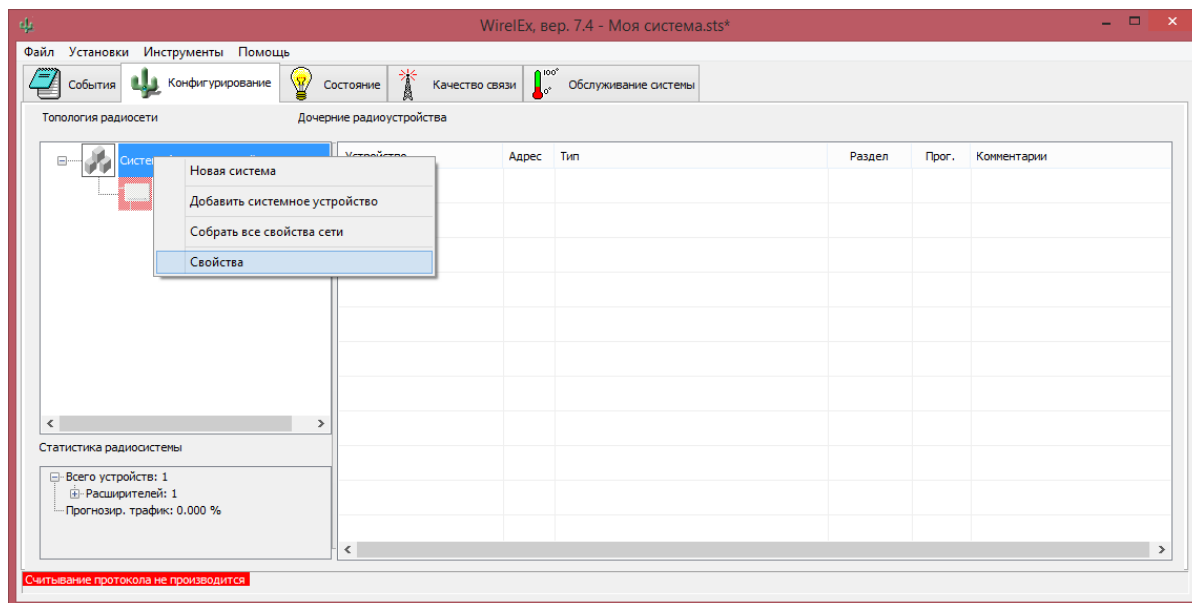 WirelEx, вер. 7.4 - Моя система.sts*
Файл Установки Инструменты Помощь
События Конфигурирование Состояние Качество связи 100° 0° Обслуживание системы
Топология радиосети Дочерние радиоустройства
Адрес Тип Раздел Прог. Комментарии
Новая система
Добавить системное устройство
Собрать все свойства сети
Свойства
Статистика радиосистемы
Всего устройств: 1
Расширителей: 1
Прогнозир. трафик: 0.000 %
Считывание протокола не производится